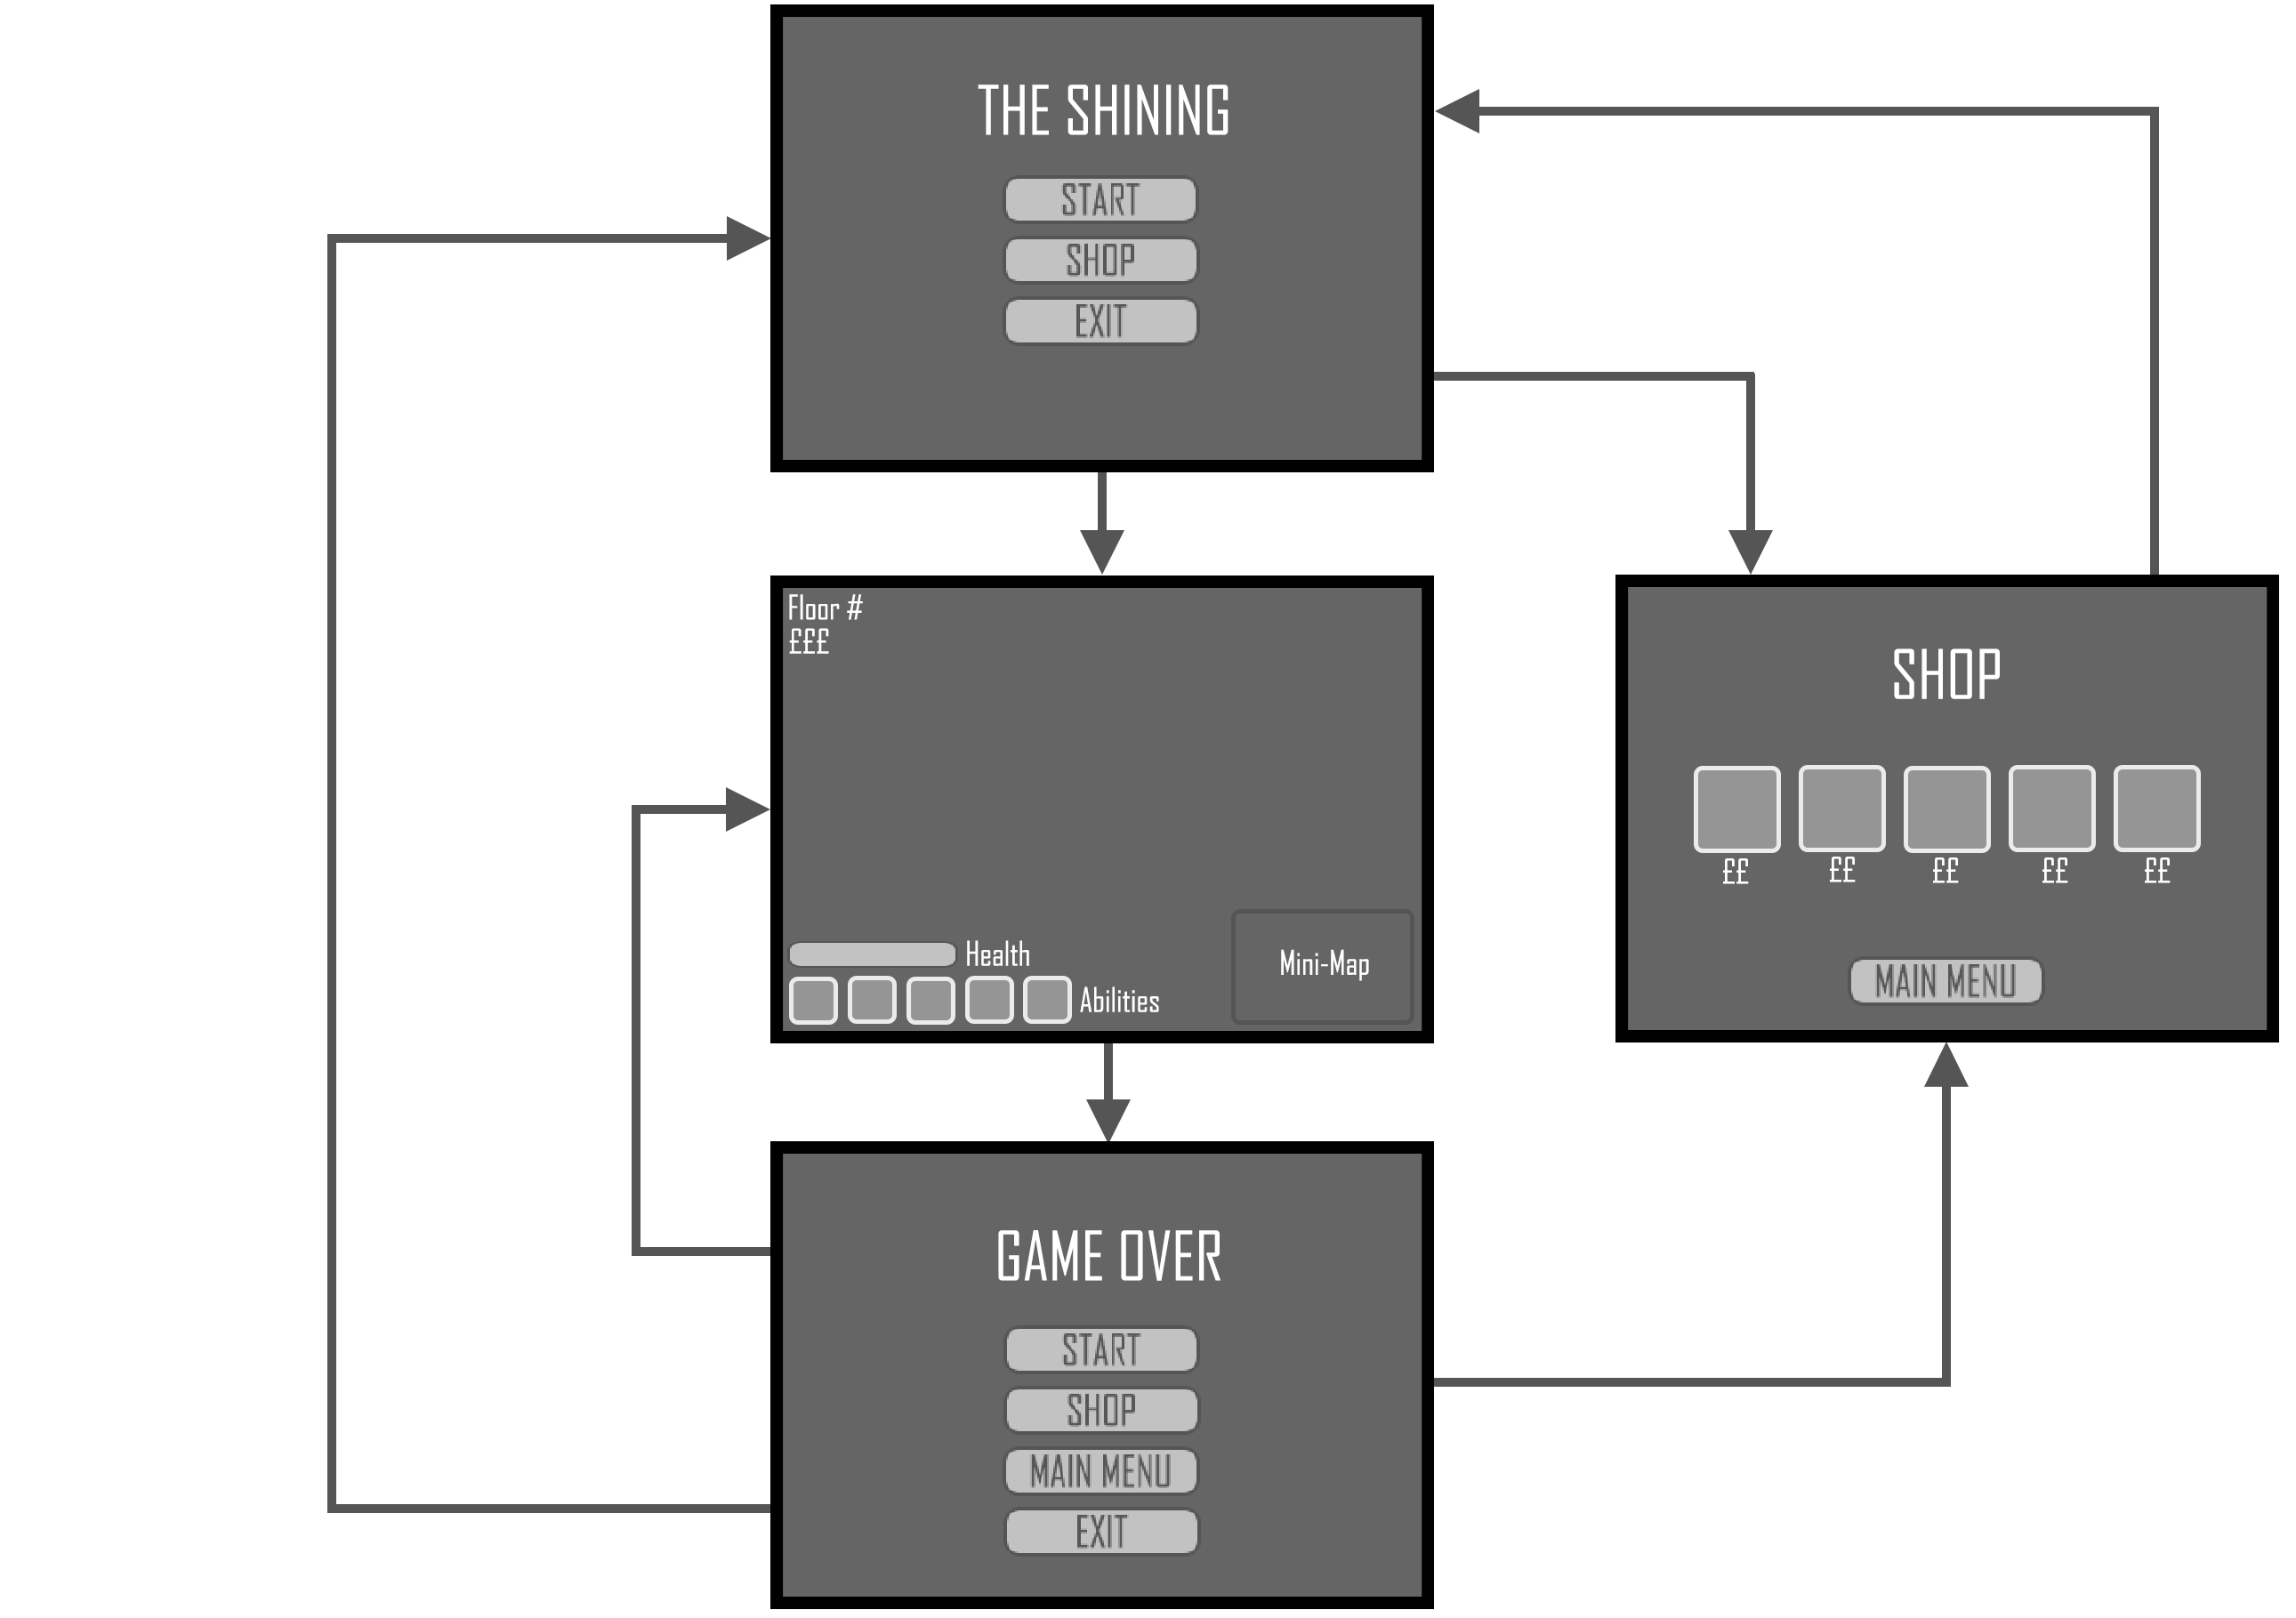 THE SHINING
START
SHOP
EXIT
Floor #
£££
Health
Abilities
Mini-Map
SHOP
££ ££ ££ ££ ££
MAIN MENU
GAME OVER
START
SHOP
MAIN MENU
EXIT